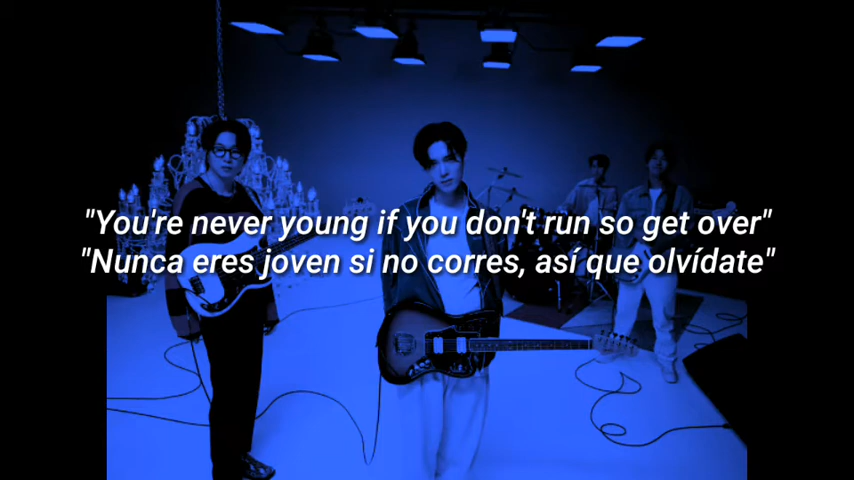 "You're never young if you don't run so get over"
"Nunca eres joven si no corres, así que olvídate"